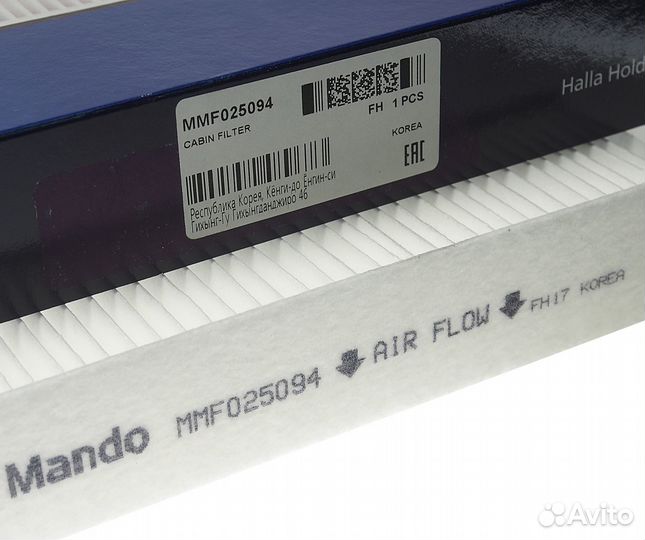 Halla Hold
MMF025094
CABIN FILTER
FH 1 PCS
KOREA
EAC
Республика Корея, Кёнги-до Ёнгин-си
Гихынг-Гу Гихынгданджиро 46
Mando MMF025094 AIR FLOW FH17 KOREA
Avito